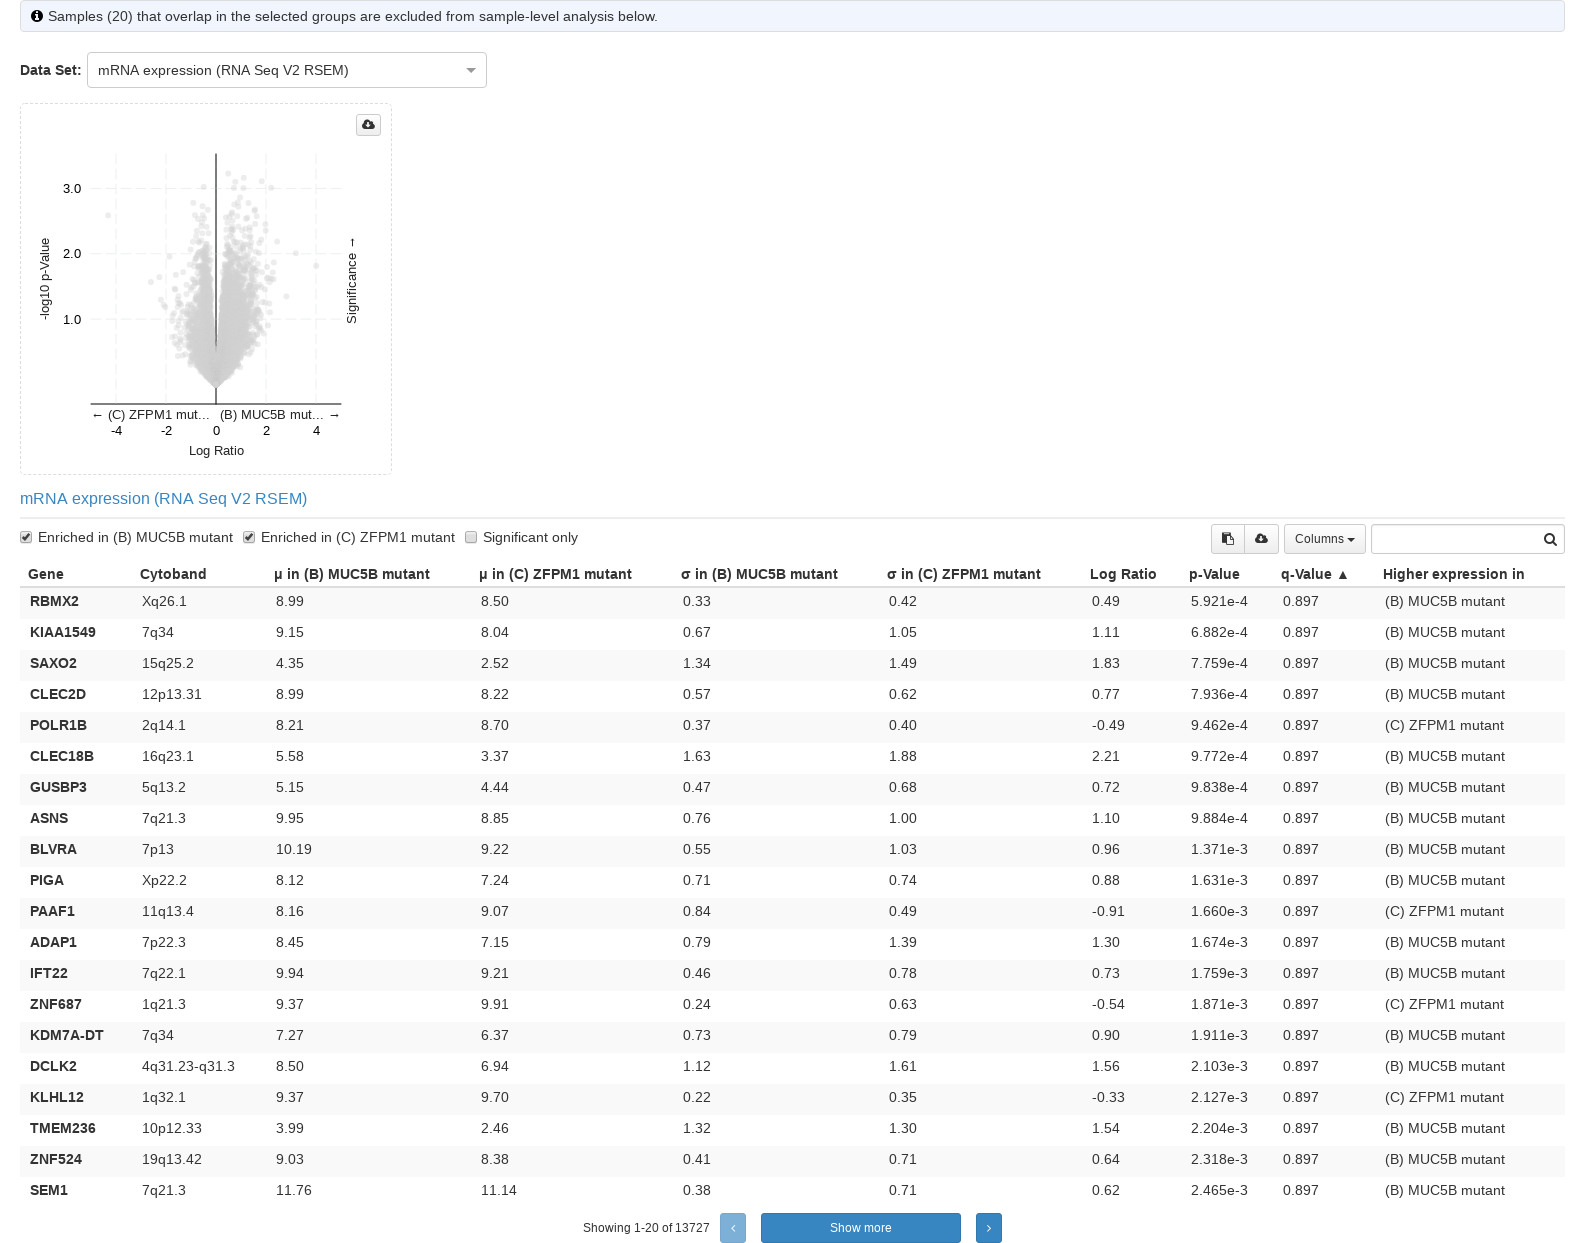 Samples (20) that overlap in the selected groups are excluded from sample-level analysis below.
Data Set: mRNA expression (RNA Seq V2 RSEM)
3.0
2.0
1.0
-log10 p-Value
Significance →
← (C) ZFPM1 mut... (B) MUC5B mut... →
-4 -2 0 2 4
Log Ratio
mRNA expression (RNA Seq V2 RSEM)
Enriched in (B) MUC5B mutant Enriched in (C) ZFPM1 mutant Significant only Columns
Gene Cytoband μ in (B) MUC5B mutant μ in (C) ZFPM1 mutant σ in (B) MUC5B mutant σ in (C) ZFPM1 mutant Log Ratio p-Value q-Value ▲ Higher expression in
RBMX2 Xq26.1 8.99 8.50 0.33 0.42 0.49 5.921e-4 0.897 (B) MUC5B mutant
KIAA1549 7q34 9.15 8.04 0.67 1.05 1.11 6.882e-4 0.897 (B) MUC5B mutant
SAXO2 15q25.2 4.35 2.52 1.34 1.49 1.83 7.759e-4 0.897 (B) MUC5B mutant
CLEC2D 12p13.31 8.99 8.22 0.57 0.62 0.77 7.936e-4 0.897 (B) MUC5B mutant
POLR1B 2q14.1 8.21 8.70 0.37 0.40 -0.49 9.462e-4 0.897 (C) ZFPM1 mutant
CLEC18B 16q23.1 5.58 3.37 1.63 1.88 2.21 9.772e-4 0.897 (B) MUC5B mutant
GUSBP3 5q13.2 5.15 4.44 0.47 0.68 0.72 9.838e-4 0.897 (B) MUC5B mutant
ASNS 7q21.3 9.95 8.85 0.76 1.00 1.10 9.884e-4 0.897 (B) MUC5B mutant
BLVRA 7p13 10.19 9.22 0.55 1.03 0.96 1.371e-3 0.897 (B) MUC5B mutant
PIGA Xp22.2 8.12 7.24 0.71 0.74 0.88 1.631e-3 0.897 (B) MUC5B mutant
PAAF1 11q13.4 8.16 9.07 0.84 0.49 -0.91 1.660e-3 0.897 (C) ZFPM1 mutant
ADAP1 7p22.3 8.45 7.15 0.79 1.39 1.30 1.674e-3 0.897 (B) MUC5B mutant
IFT22 7q22.1 9.94 9.21 0.46 0.78 0.73 1.759e-3 0.897 (B) MUC5B mutant
ZNF687 1q21.3 9.37 9.91 0.24 0.63 -0.54 1.871e-3 0.897 (C) ZFPM1 mutant
KDM7A-DT 7q34 7.27 6.37 0.73 0.79 0.90 1.911e-3 0.897 (B) MUC5B mutant
DCLK2 4q31.23-q31.3 8.50 6.94 1.12 1.61 1.56 2.103e-3 0.897 (B) MUC5B mutant
KLHL12 1q32.1 9.37 9.70 0.22 0.35 -0.33 2.127e-3 0.897 (C) ZFPM1 mutant
TMEM236 10p12.33 3.99 2.46 1.32 1.30 1.54 2.204e-3 0.897 (B) MUC5B mutant
ZNF524 19q13.42 9.03 8.38 0.41 0.71 0.64 2.318e-3 0.897 (B) MUC5B mutant
SEM1 7q21.3 11.76 11.14 0.38 0.71 0.62 2.465e-3 0.897 (B) MUC5B mutant
Showing 1-20 of 13727 ‹ Show more ›